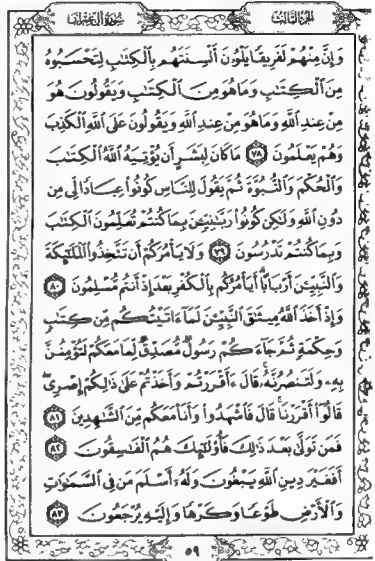 سورة آل عمران
الجزء الثالث
وَإِنَّ مِنْهُمْ لَفَرِيقًا يَلْوُۥنَ أَلْسِنَتَهُم بِٱلْكِتَٰبِ لِتَحْسَبُوهُ
مِنَ ٱلْكِتَٰبِ وَمَا هُوَ مِنَ ٱلْكِتَٰبِ وَيَقُولُونَ هُوَ
مِنْ عِندِ ٱللَّهِ وَمَا هُوَ مِنْ عِندِ ٱللَّهِ وَيَقُولُونَ عَلَى ٱللَّهِ ٱلْكَذِبَ
وَهُمْ يَعْلَمُونَ ٧٨ مَا كَانَ لِبَشَرٍ أَن يُؤْتِيَهُ ٱللَّهُ ٱلْكِتَٰبَ
وَٱلْحُكْمَ وَٱلنُّبُوَّةَ ثُمَّ يَقُولَ لِلنَّاسِ كُونُوا۟ عِبَادًا لِّى مِن
دُونِ ٱللَّهِ وَلَٰكِن كُونُوا۟ رَبَّٰنِيِّـۧنَ بِمَا كُنتُمْ تُعَلِّمُونَ ٱلْكِتَٰبَ
وَبِمَا كُنتُمْ تَدْرُسُونَ ٧٩ وَلَا يَأْمُرَكُمْ أَن تَتَّخِذُوا۟ ٱلْمَلَٰٓئِكَةَ
وَٱلنَّبِيِّـۧنَ أَرْبَابًا أَيَأْمُرُكُم بِٱلْكُفْرِ بَعْدَ إِذْ أَنتُم مُّسْلِمُونَ ٨٠
وَإِذْ أَخَذَ ٱللَّهُ مِيثَٰقَ ٱلنَّبِيِّـۧنَ لَمَآ ءَاتَيْتُكُم مِّن كِتَٰبٍ
وَحِكْمَةٍ ثُمَّ جَآءَكُمْ رَسُولٌ مُّصَدِّقٌ لِّمَا مَعَكُمْ لَتُؤْمِنُنَّ
بِهِۦ وَلَتَنصُرُنَّهُۥ قَالَ ءَأَقْرَرْتُمْ وَأَخَذْتُمْ عَلَىٰ ذَٰلِكُمْ إِصْرِى
قَالُوٓا۟ أَقْرَرْنَا قَالَ فَٱشْهَدُوا۟ وَأَنَا۠ مَعَكُم مِّنَ ٱلشَّٰهِدِينَ ٨١
فَمَن تَوَلَّىٰ بَعْدَ ذَٰلِكَ فَأُو۟لَٰٓئِكَ هُمُ ٱلْفَٰسِقُونَ ٨٢
أَفَغَيْرَ دِينِ ٱللَّهِ يَبْغُونَ وَلَهُۥٓ أَسْلَمَ مَن فِى ٱلسَّمَٰوَٰتِ
وَٱلْأَرْضِ طَوْعًا وَكَرْهًا وَإِلَيْهِ يُرْجَعُونَ ٨٣
٥٩